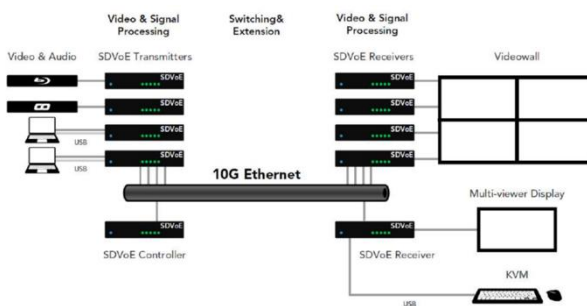 Video & Signal
Processing
Switching&
Extension
Video & Signal
Processing
Video & Audio
SDVoE Transmitters
SDVoE Receivers
Videowall
SDVoE
SDVoE
SDVoE
SDVoE
SDVoE
SDVoE
USB
SDVoE
SDVoE
USB
10G Ethernet
SDVoE
SDVoE
Multi-viewer Display
SDVoE Controller
SDVoE Receiver
KVM
USB